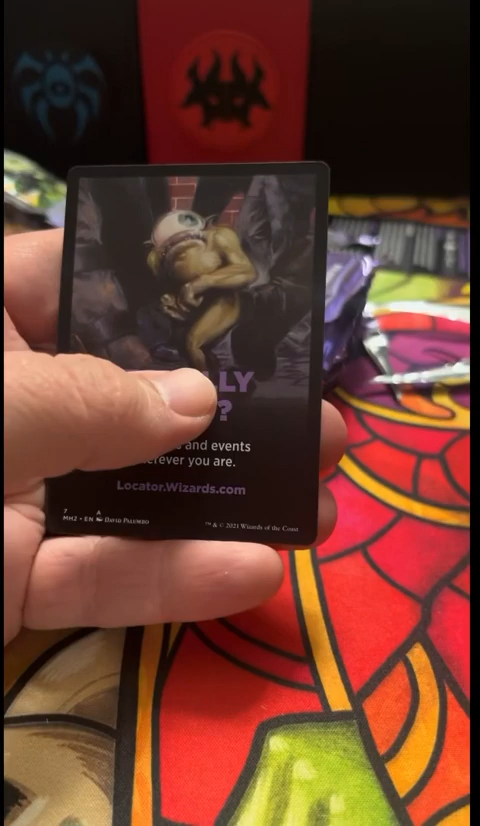 LLY
?
and events
erever you are.
Locator.Wizards.com
7 A
MH2 • EN DAVID PALUMBO
™ & © 2021 Wizards of the Coast